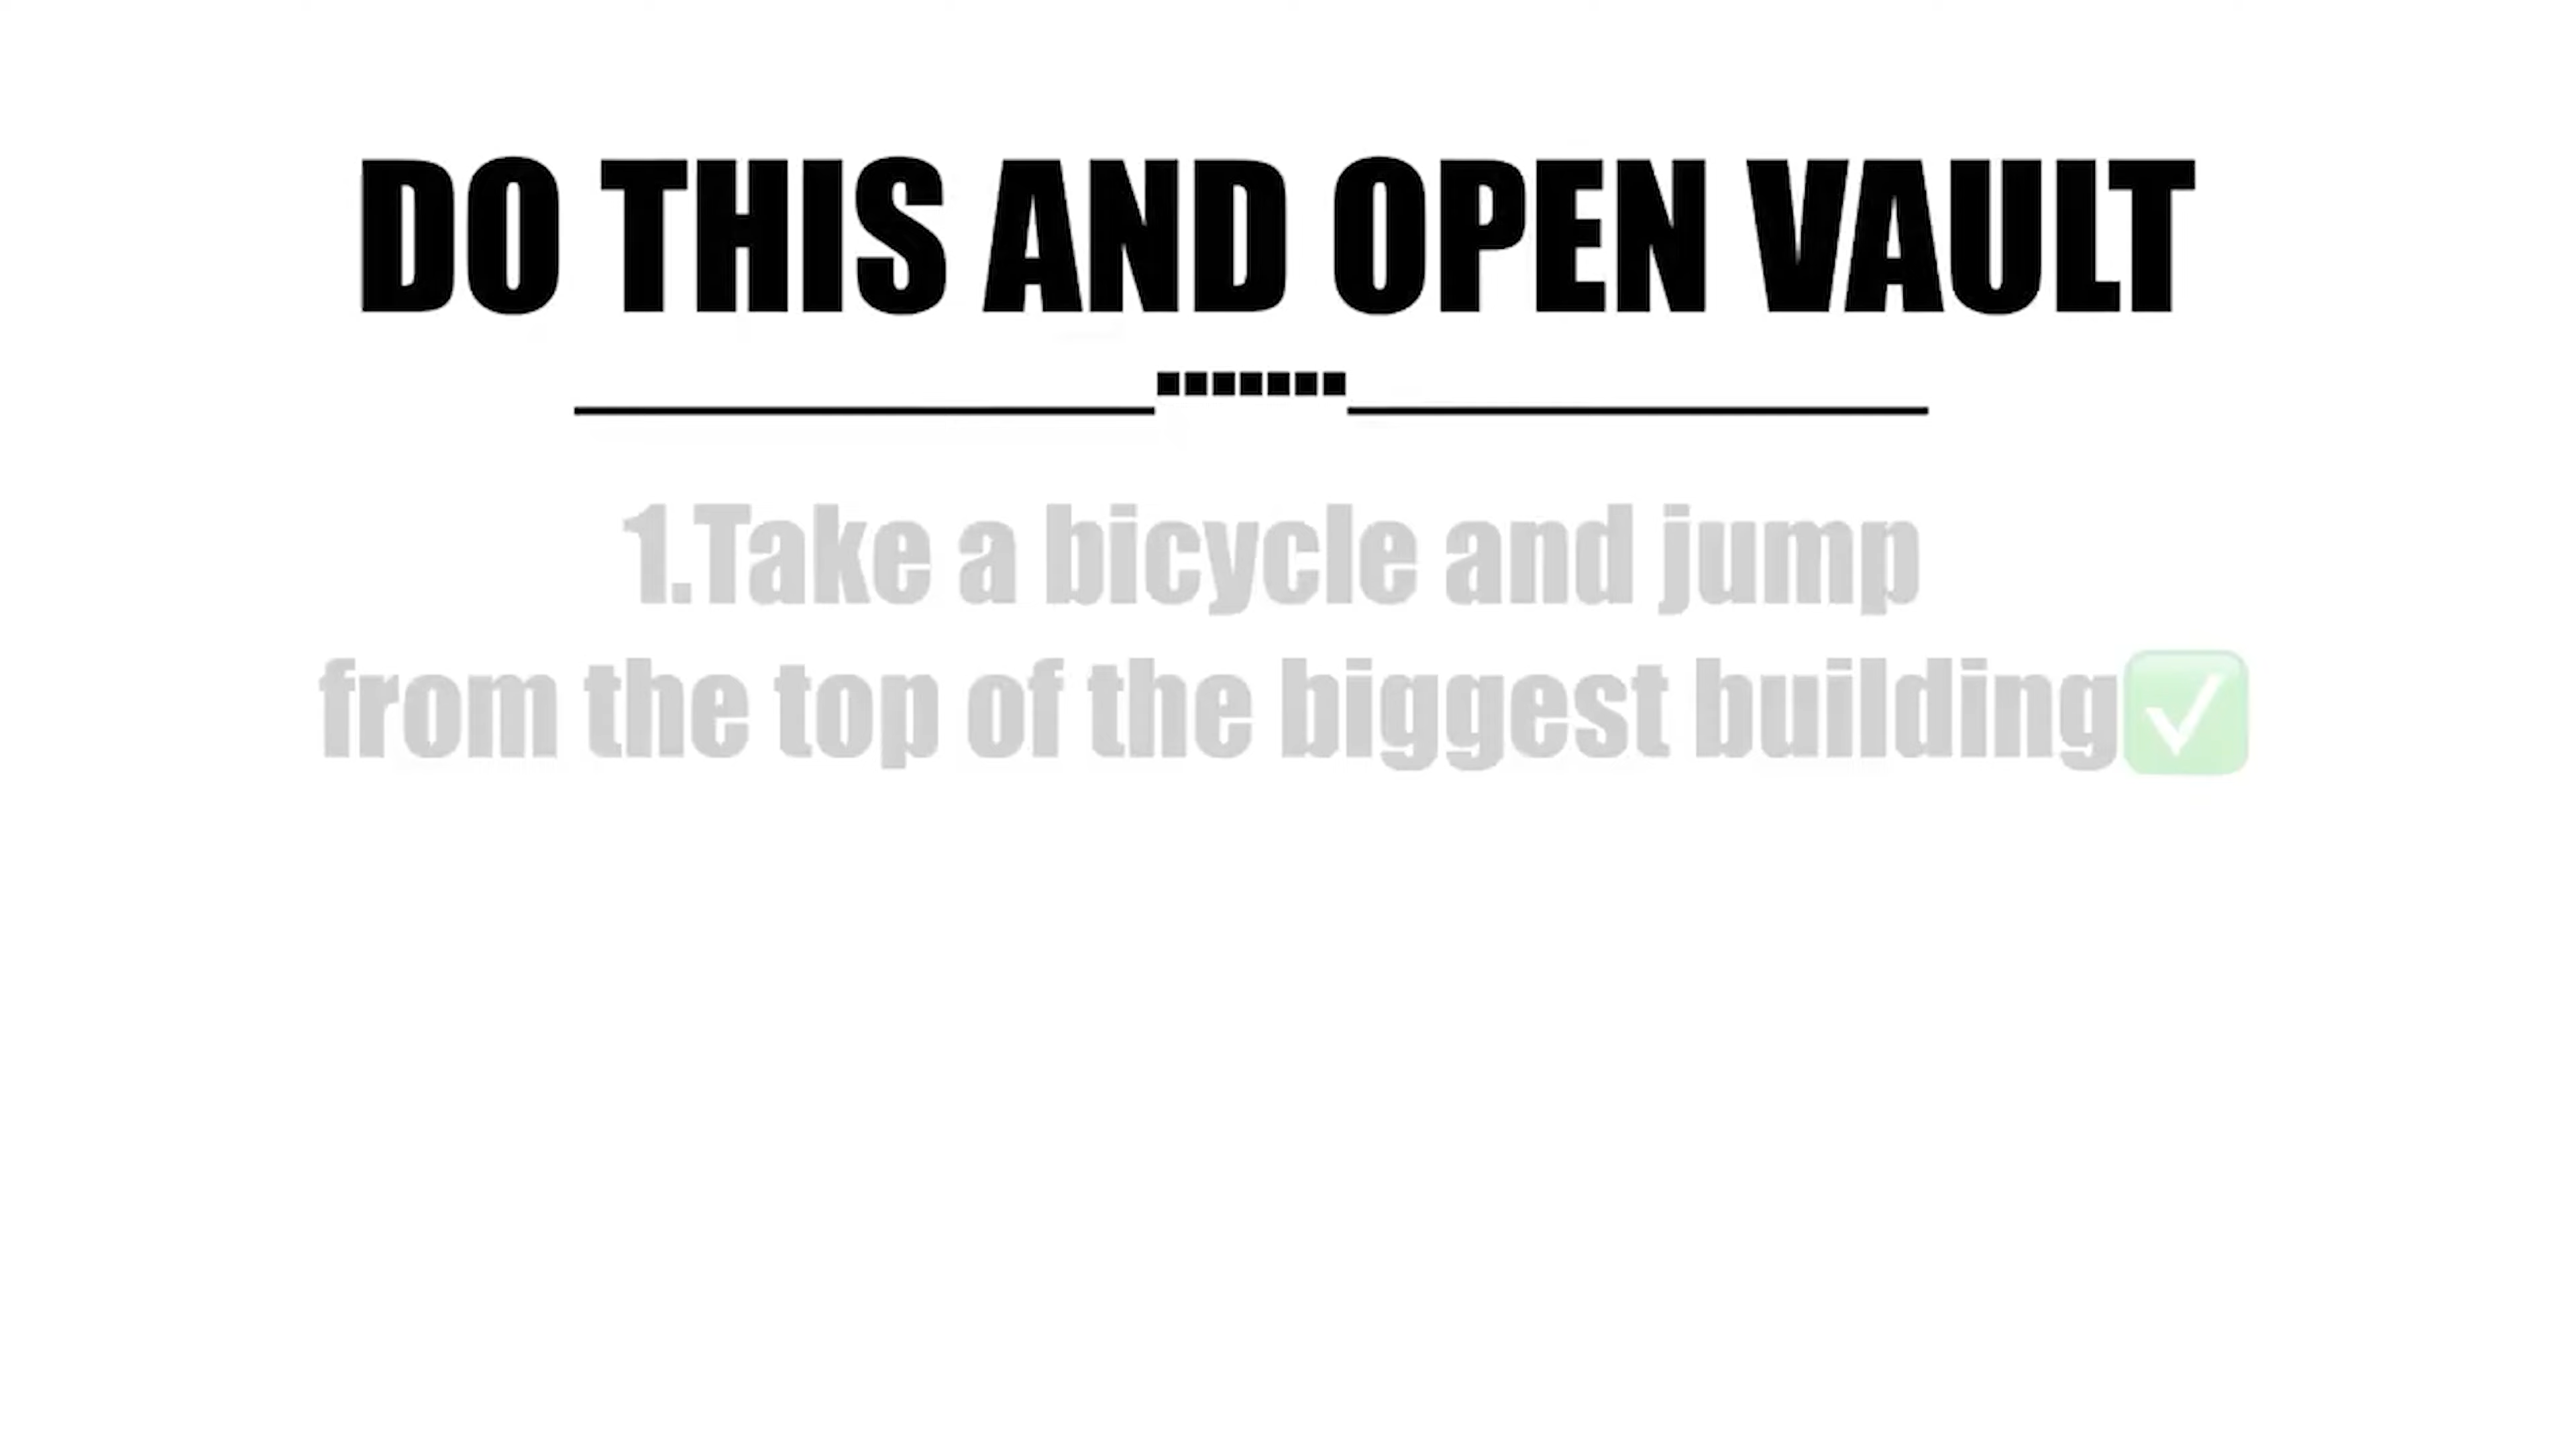 DO THIS AND OPEN VAULT
1.Take a bicycle and jump
from the top of the biggest building✅